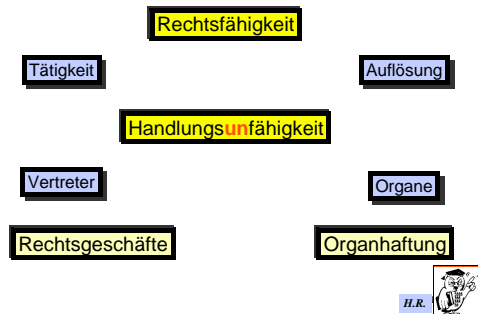 Rechtsfähigkeit
Tätigkeit
Auflösung
Handlungsunfähigkeit
Vertreter
Organe
Rechtsgeschäfte
Organhaftung
H.R.